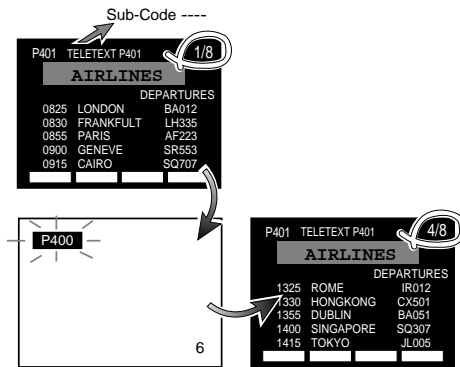 Sub-Code ----
P401 TELETEXT P401 1/8
AIRLINES
DEPARTURES
0825 LONDON BA012
0830 FRANKFULT LH335
0855 PARIS AF223
0900 GENEVE SR553
0915 CAIRO SQ707
P400
6
P401 TELETEXT P401 4/8
AIRLINES
DEPARTURES
1325 ROME IR012
1330 HONGKONG CX501
1355 DUBLIN BA051
1400 SINGAPORE SQ307
1415 TOKYO JL005